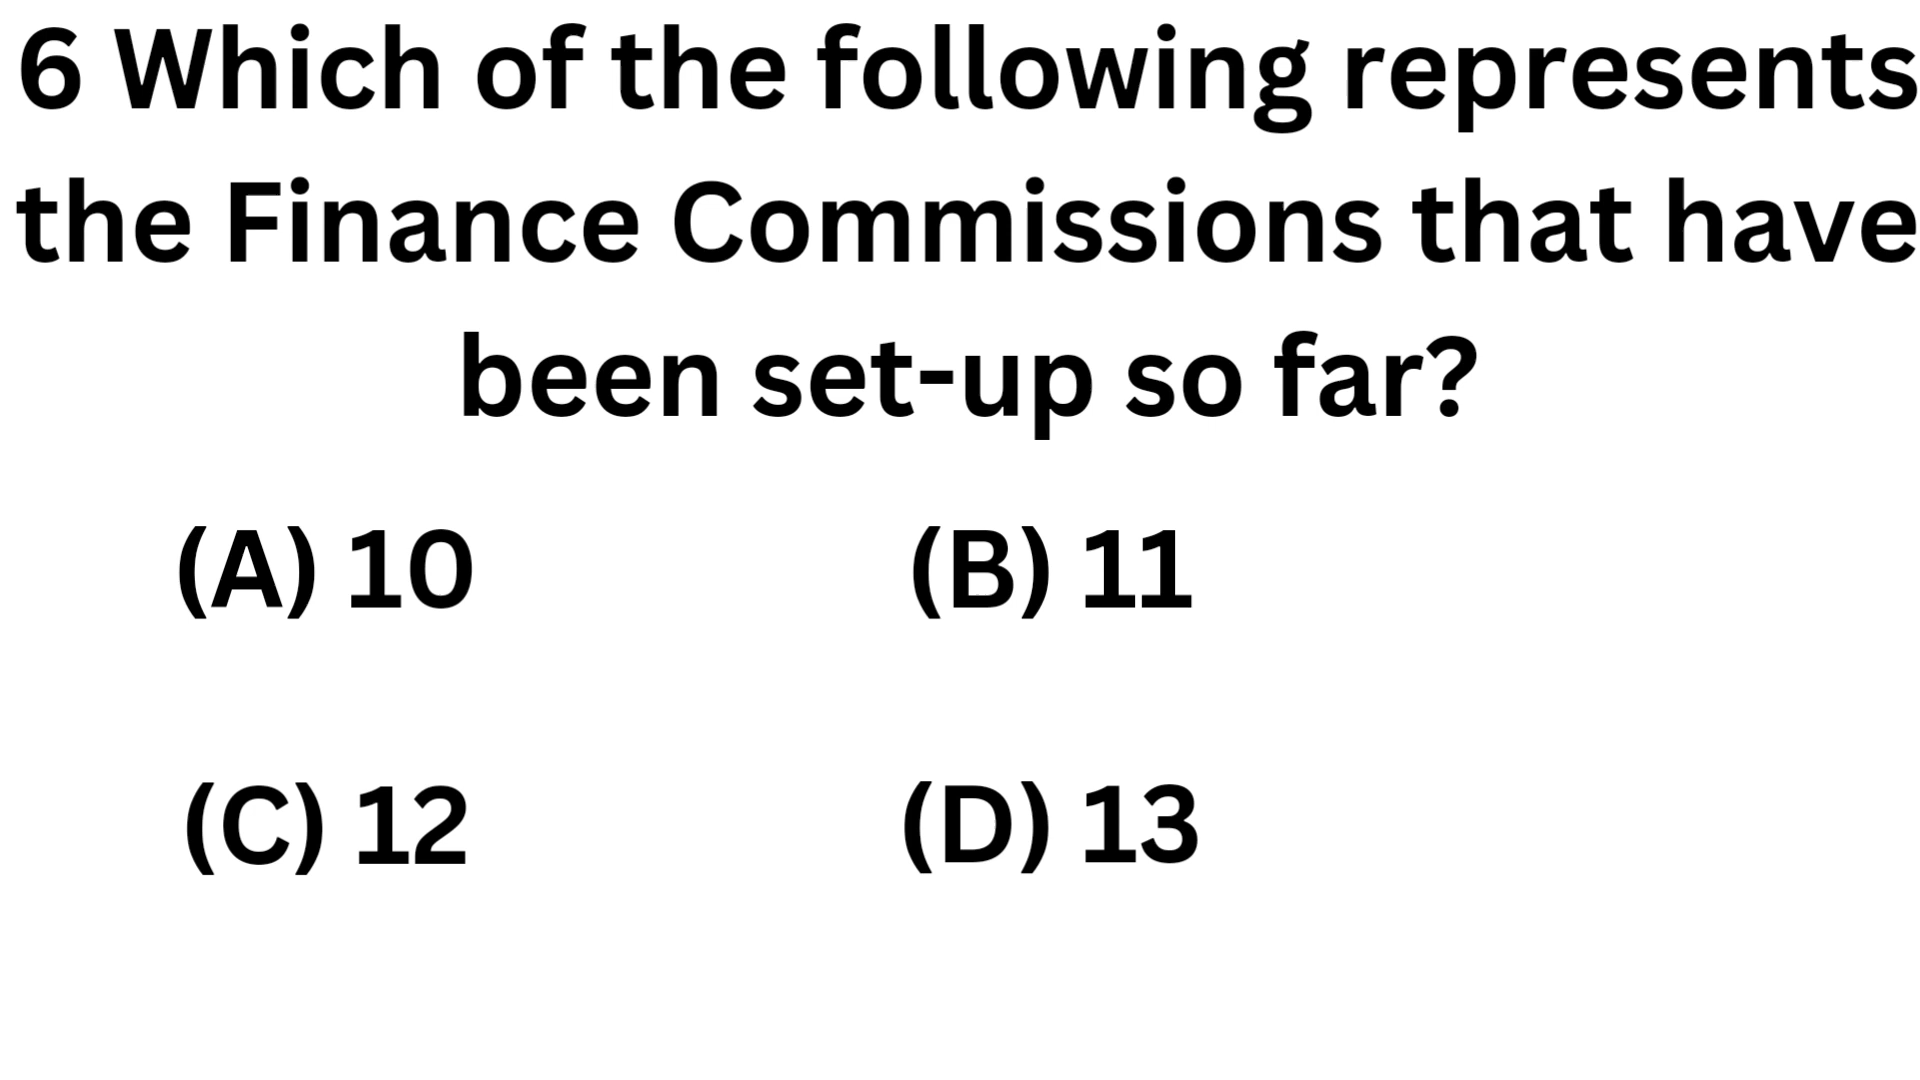 6 Which of the following represents
the Finance Commissions that have
been set-up so far?
(A) 10 (B) 11
(C) 12 (D) 13